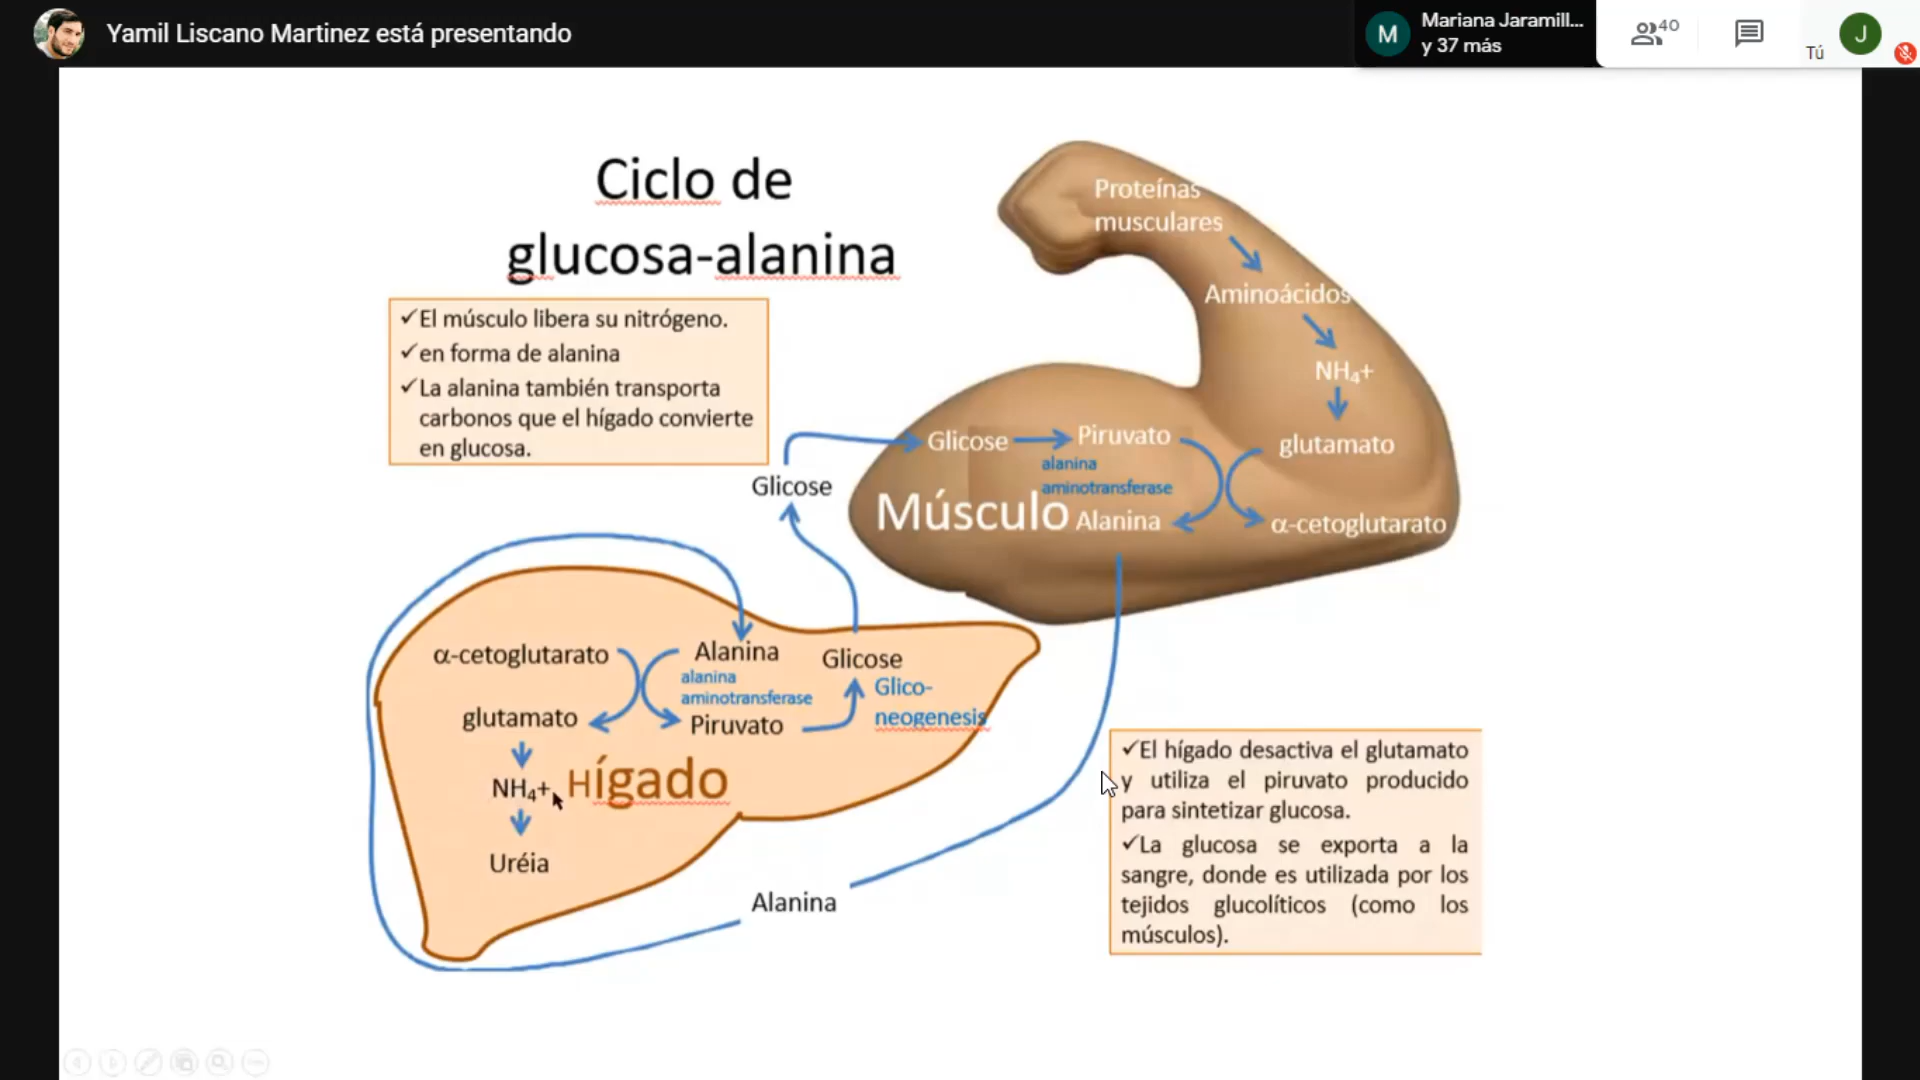 Yamil Liscano Martinez está presentando
M
Mariana Jaramill...
y 37 más
40
Tú
J
Ciclo de
glucosa-alanina
✓El músculo libera su nitrógeno.
✓en forma de alanina
✓La alanina también transporta
carbonos que el hígado convierte
en glucosa.
Proteínas
musculares
Aminoácidos
NH₄+
glutamato
α-cetoglutarato
Glicose
Piruvato
alanina
aminotransferase
Músculo
Alanina
Glicose
α-cetoglutarato
Alanina
Glicose
alanina
aminotransferase
Glico-
neogenesis
glutamato
Piruvato
NH₄+
Hígado
Uréia
Alanina
✓El hígado desactiva el glutamato
y utiliza el piruvato producido
para sintetizar glucosa.
✓La glucosa se exporta a la
sangre, donde es utilizada por los
tejidos glucolíticos (como los
músculos).